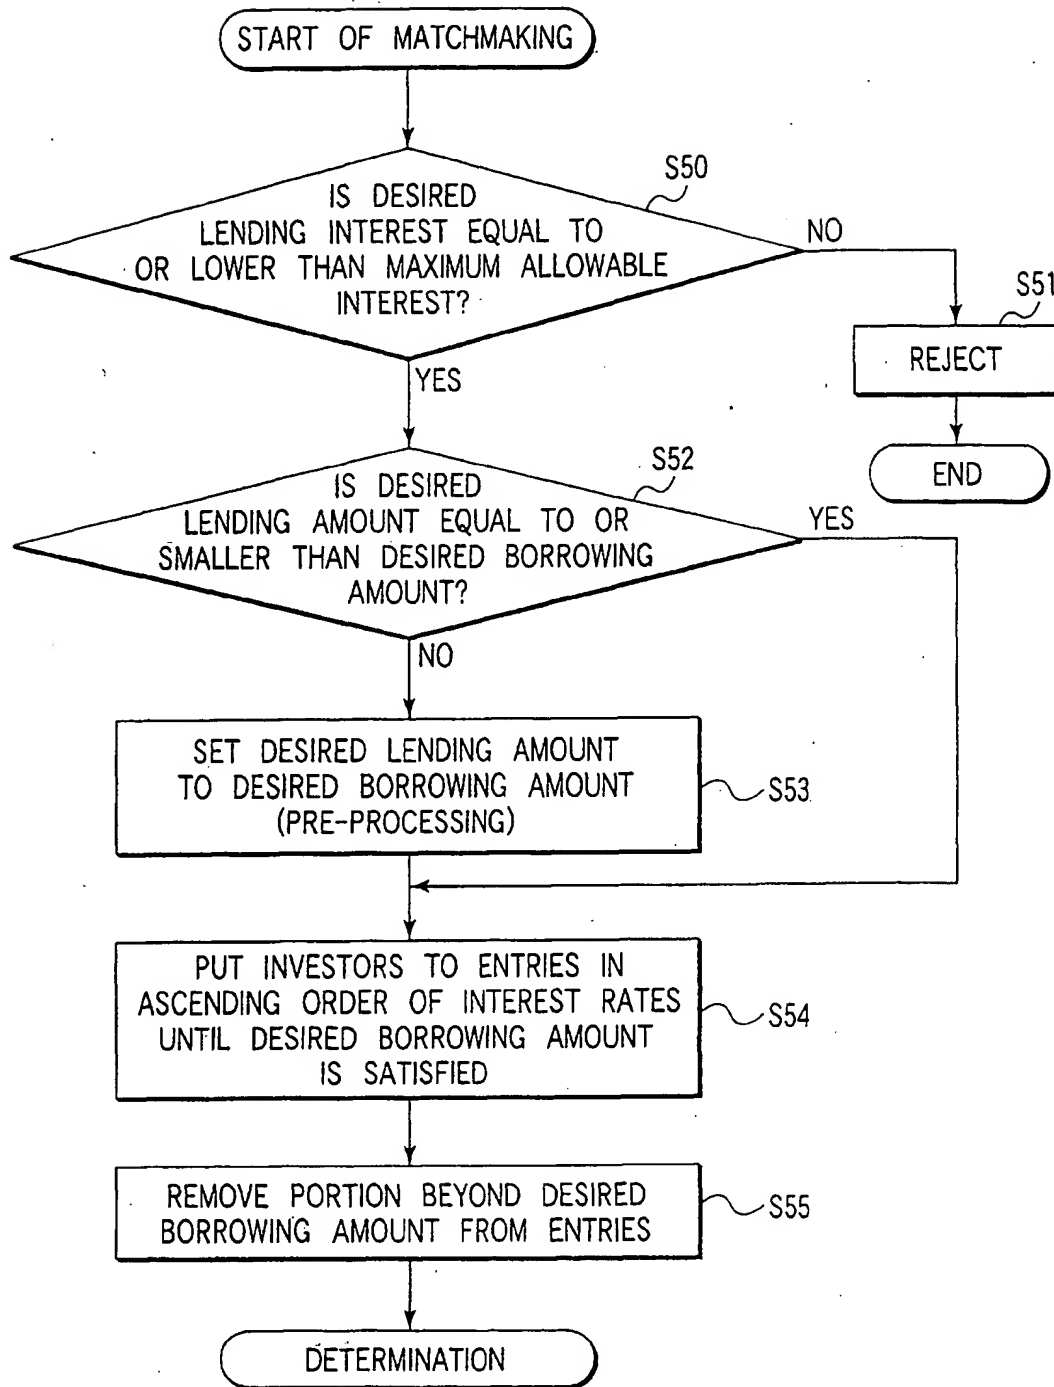 START OF MATCHMAKING
S50
IS DESIRED
LENDING INTEREST EQUAL TO
OR LOWER THAN MAXIMUM ALLOWABLE
INTEREST?
NO
S51
REJECT
END
YES
S52
IS DESIRED
LENDING AMOUNT EQUAL TO OR
SMALLER THAN DESIRED BORROWING
AMOUNT?
YES
NO
SET DESIRED LENDING AMOUNT
TO DESIRED BORROWING AMOUNT
(PRE-PROCESSING)
S53
PUT INVESTORS TO ENTRIES IN
ASCENDING ORDER OF INTEREST RATES
UNTIL DESIRED BORROWING AMOUNT
IS SATISFIED
S54
REMOVE PORTION BEYOND DESIRED
BORROWING AMOUNT FROM ENTRIES
S55
DETERMINATION